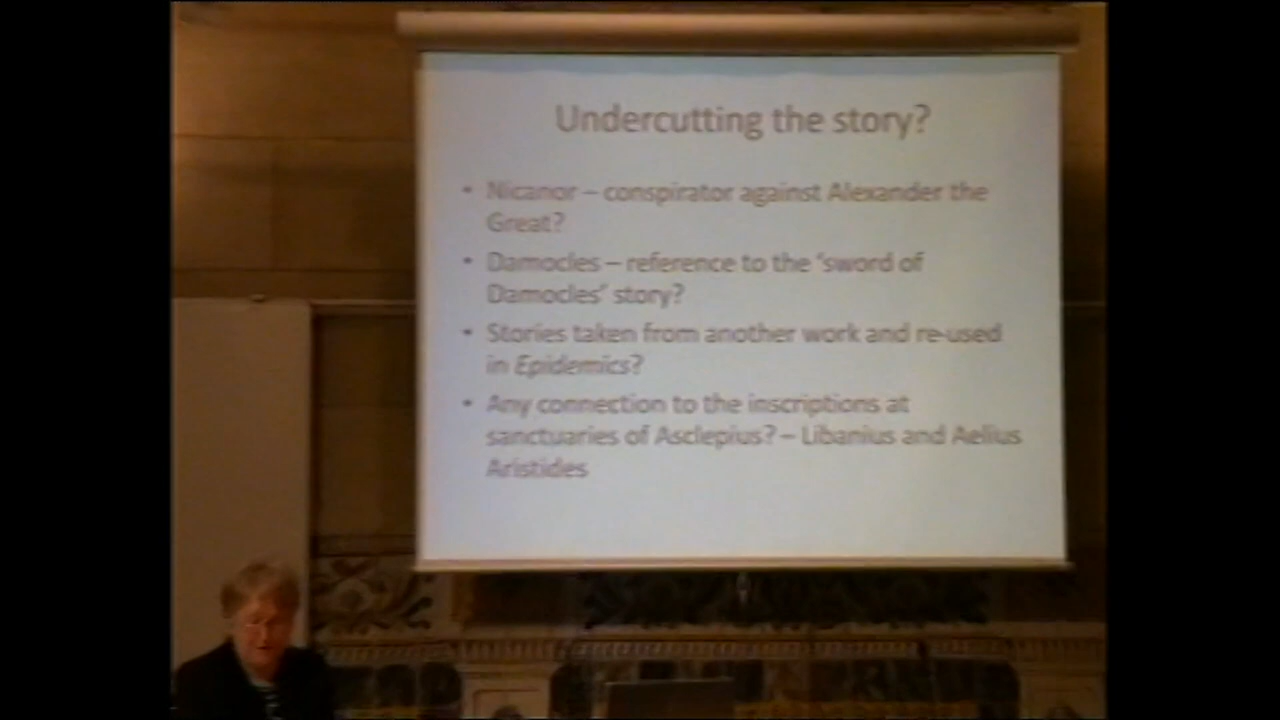 Undercutting the story?
• Nicanor – conspirator against Alexander the
Great?
• Damocles – reference to the 'sword of
Damocles' story?
• Stories taken from another work and re-used
in Epidemics?
• Any connection to the inscriptions at
sanctuaries of Asclepius? – Libanius and Aelius
Aristides